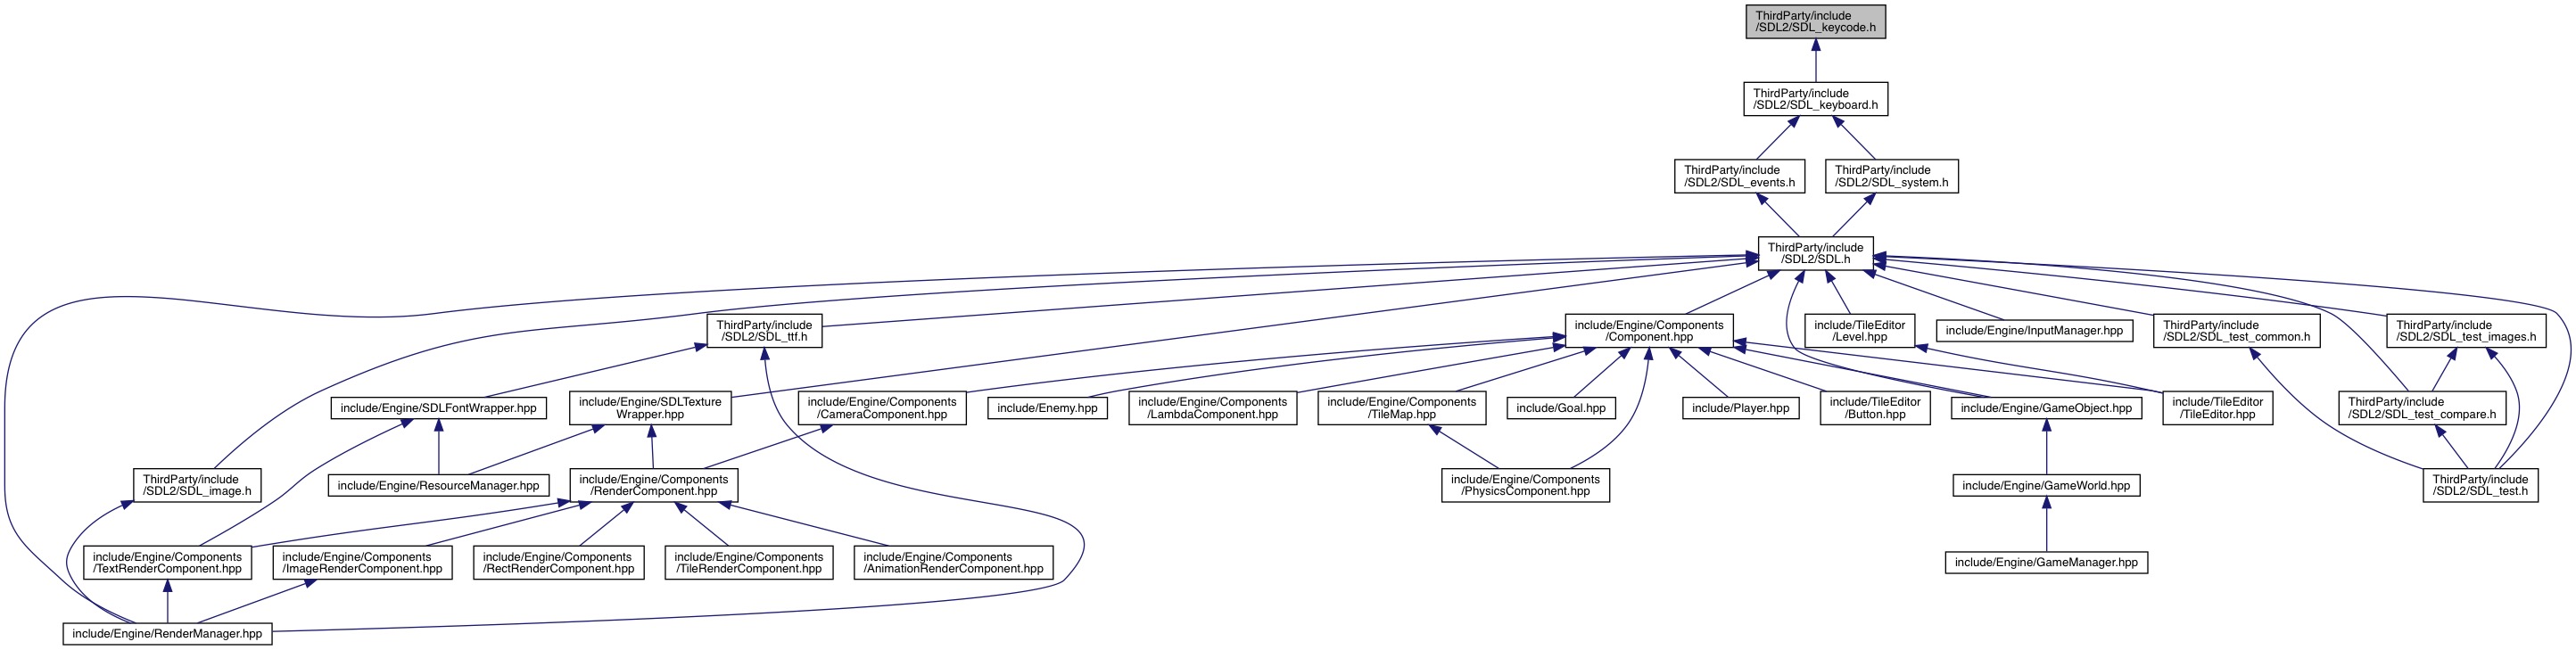 ThirdParty/include
/SDL2/SDL_keycode.h
ThirdParty/include
/SDL2/SDL_keyboard.h
ThirdParty/include
/SDL2/SDL_events.h
ThirdParty/include
/SDL2/SDL_system.h
ThirdParty/include
/SDL2/SDL.h
ThirdParty/include
/SDL2/SDL_ttf.h
include/Engine/Components
/Component.hpp
include/TileEditor
/Level.hpp
include/Engine/InputManager.hpp
ThirdParty/include
/SDL2/SDL_test_common.h
ThirdParty/include
/SDL2/SDL_test_images.h
include/Engine/SDLFontWrapper.hpp
include/Engine/SDLTexture
Wrapper.hpp
include/Engine/Components
/CameraComponent.hpp
include/Enemy.hpp
include/Engine/Components
/LambdaComponent.hpp
include/Engine/Components
/TileMap.hpp
include/Goal.hpp
include/Player.hpp
include/TileEditor
/Button.hpp
include/Engine/GameObject.hpp
include/TileEditor
/TileEditor.hpp
ThirdParty/include
/SDL2/SDL_test_compare.h
ThirdParty/include
/SDL2/SDL_image.h
include/Engine/ResourceManager.hpp
include/Engine/Components
/RenderComponent.hpp
include/Engine/Components
/PhysicsComponent.hpp
include/Engine/GameWorld.hpp
ThirdParty/include
/SDL2/SDL_test.h
include/Engine/Components
/TextRenderComponent.hpp
include/Engine/Components
/ImageRenderComponent.hpp
include/Engine/Components
/RectRenderComponent.hpp
include/Engine/Components
/TileRenderComponent.hpp
include/Engine/Components
/AnimationRenderComponent.hpp
include/Engine/GameManager.hpp
include/Engine/RenderManager.hpp